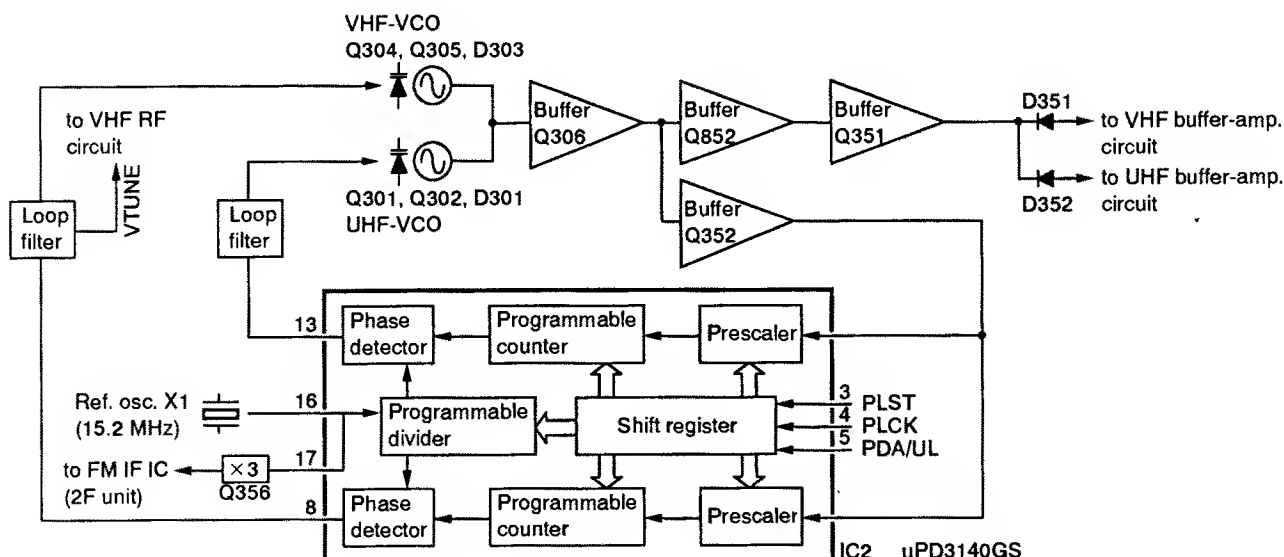 VHF-VCO
Q304, Q305, D303
to VHF RF
circuit
VTUNE
Loop
filter
Loop
filter
Q301, Q302, D301
UHF-VCO
Buffer
Q306
Buffer
Q852
Buffer
Q351
Buffer
Q352
D351
to VHF buffer-amp.
circuit
to UHF buffer-amp.
D352
circuit
13
Phase
detector
Programmable
counter
Prescaler
Ref. osc. X1
(15.2 MHz)
16
Programmable
divider
Shift register
3 PLST
4 PLCK
5 PDA/UL
to FM IF IC
(2F unit)
×3
Q356
17
8
Phase
detector
Programmable
counter
Prescaler
IC2 uPD3140GS